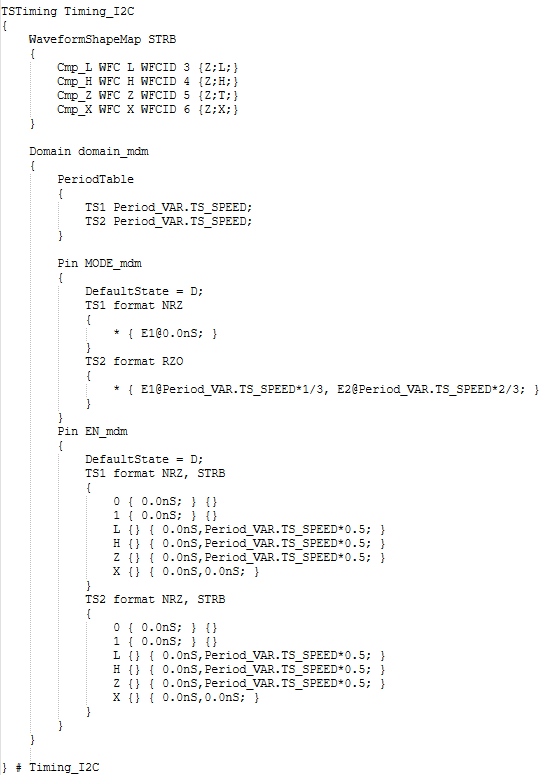 TSTiming Timing_I2C
{
    WaveformShapeMap STRB
    {
        Cmp_L WFC L WFCID 3 {Z;L;}
        Cmp_H WFC H WFCID 4 {Z;H;}
        Cmp_Z WFC Z WFCID 5 {Z;T;}
        Cmp_X WFC X WFCID 6 {Z;X;}
    }

    Domain domain_mdm
    {
        PeriodTable
        {
            TS1 Period_VAR.TS_SPEED;
            TS2 Period_VAR.TS_SPEED;
        }

        Pin MODE_mdm
        {
            DefaultState = D;
            TS1 format NRZ
            {
                * { E1@0.0nS; }
            }
            TS2 format RZO
            {
                * { E1@Period_VAR.TS_SPEED*1/3, E2@Period_VAR.TS_SPEED*2/3; }
            }
        }
        Pin EN_mdm
        {
            DefaultState = D;
            TS1 format NRZ, STRB
            {
                0 { 0.0nS; } {}
                1 { 0.0nS; } {}
                L {} { 0.0nS,Period_VAR.TS_SPEED*0.5; }
                H {} { 0.0nS,Period_VAR.TS_SPEED*0.5; }
                Z {} { 0.0nS,Period_VAR.TS_SPEED*0.5; }
                X {} { 0.0nS,0.0nS; }
            }
            TS2 format NRZ, STRB
            {
                0 { 0.0nS; } {}
                1 { 0.0nS; } {}
                L {} { 0.0nS,Period_VAR.TS_SPEED*0.5; }
                H {} { 0.0nS,Period_VAR.TS_SPEED*0.5; }
                Z {} { 0.0nS,Period_VAR.TS_SPEED*0.5; }
                X {} { 0.0nS,0.0nS; }
            }
        }
    }

} # Timing_I2C